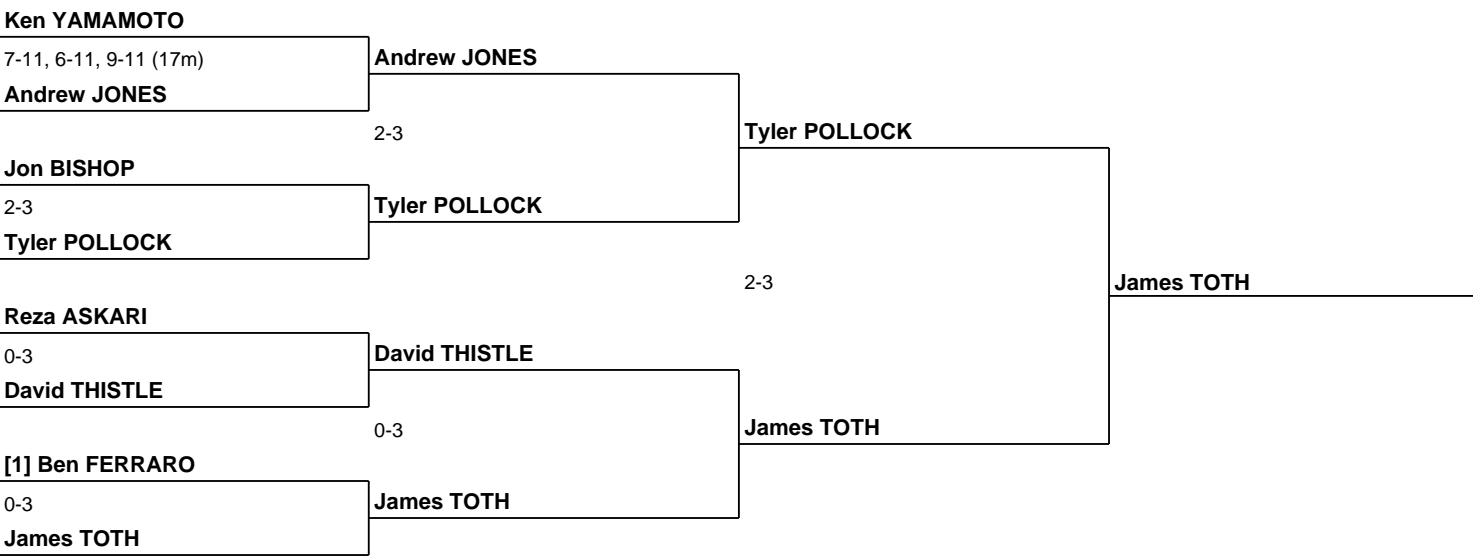 Ken YAMAMOTO
7-11, 6-11, 9-11 (17m)
Andrew JONES
Andrew JONES
2-3
Tyler POLLOCK
Jon BISHOP
2-3
Tyler POLLOCK
Tyler POLLOCK
2-3
James TOTH
Reza ASKARI
0-3
David THISTLE
David THISTLE
0-3
James TOTH
[1] Ben FERRARO
0-3
James TOTH
James TOTH